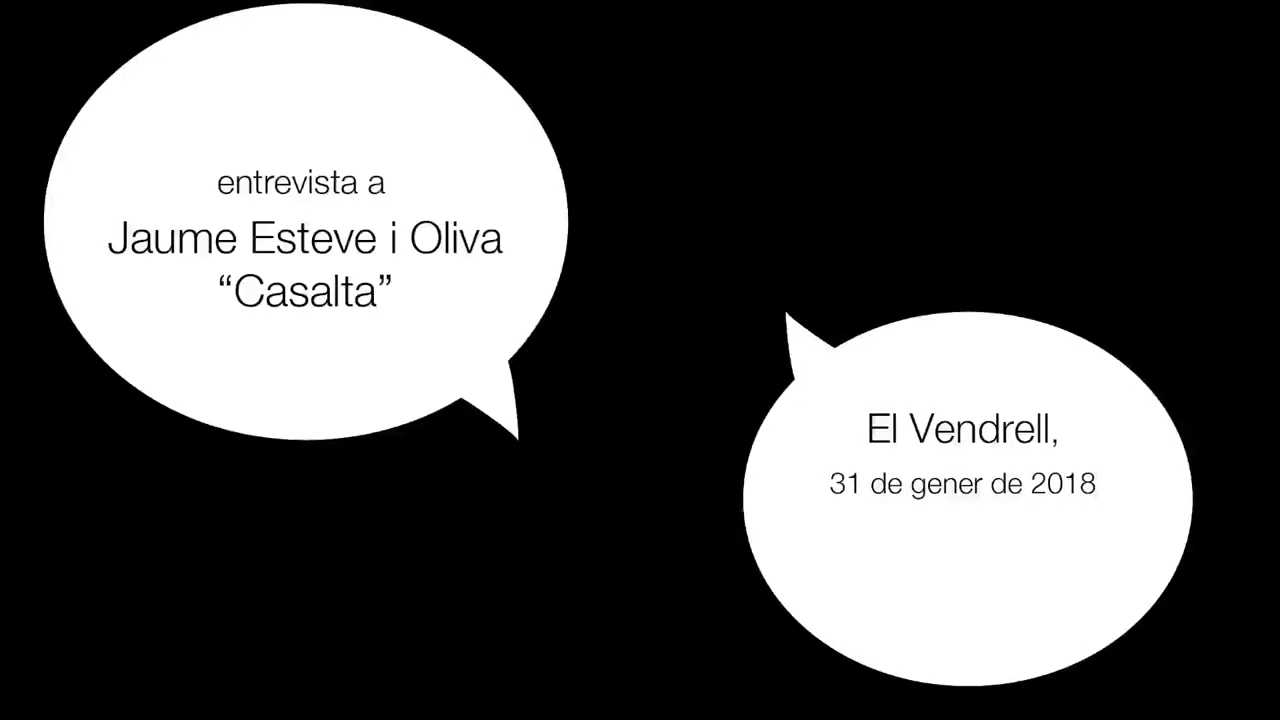 entrevista a
Jaume Esteve i Oliva
“Casalta”
El Vendrell,
31 de gener de 2018